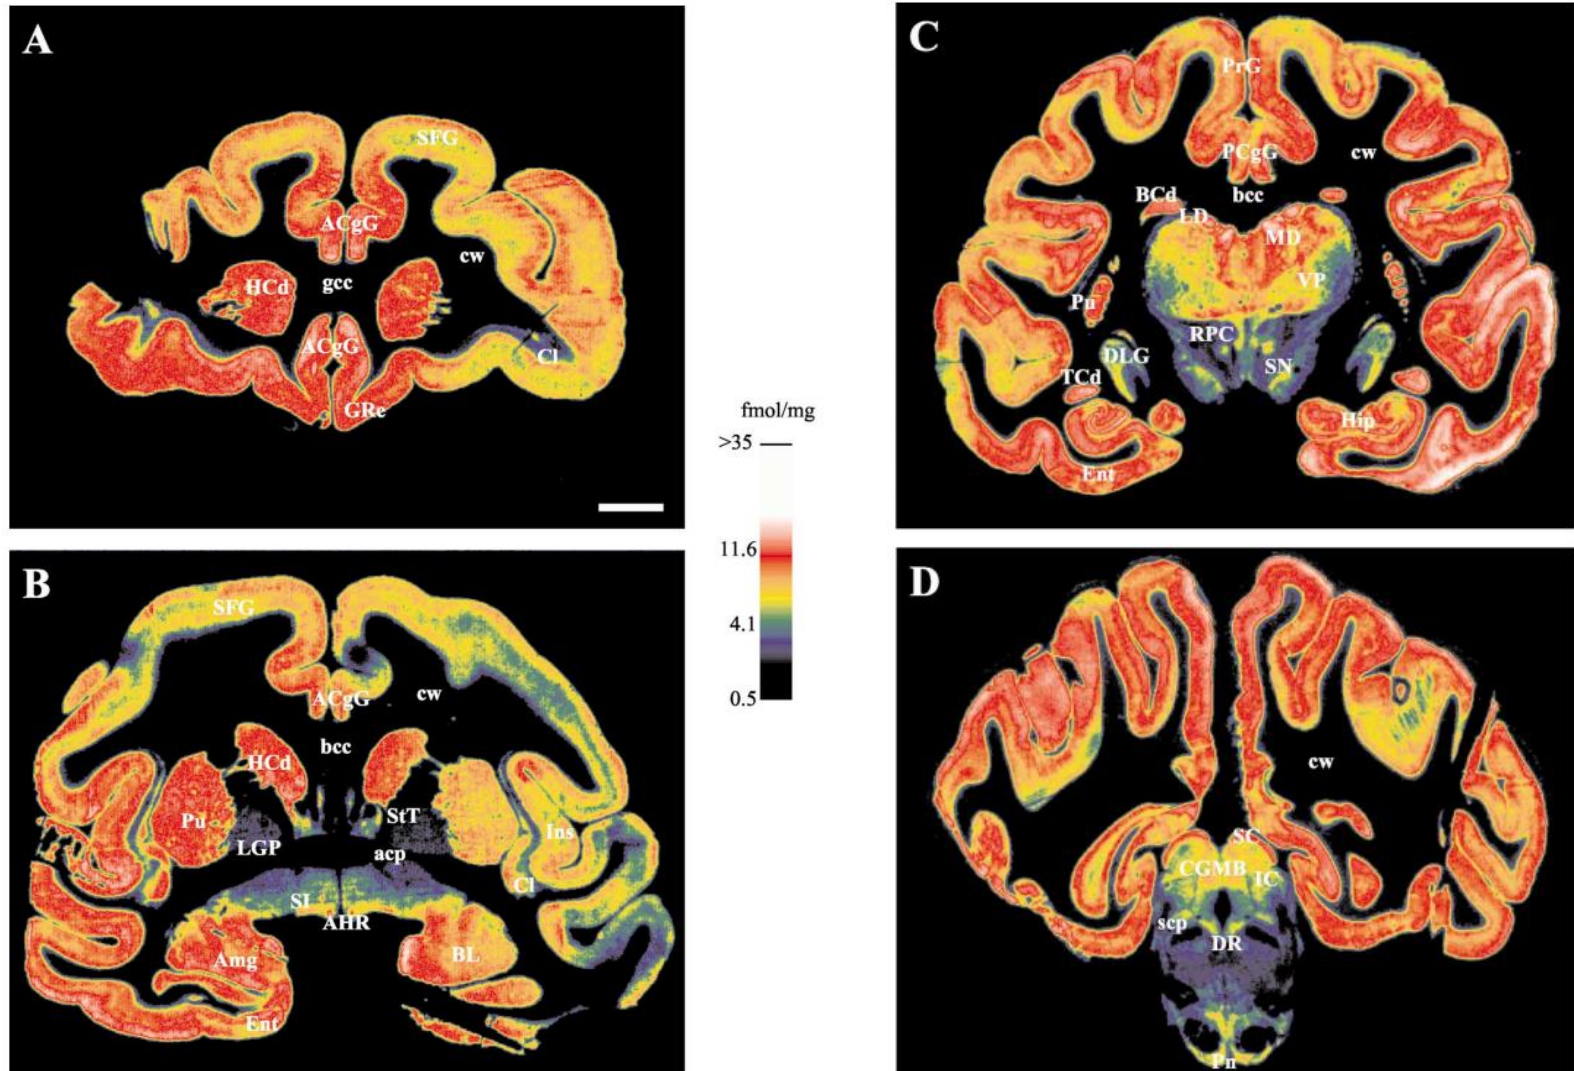 A
SFG
ACgG
cw
HCd
gcc
ACgG
Cl
GRe
B
SFG
ACgG
cw
bcc
HCd
StT
Pu
Ins
LGP
acp
Cl
SI
AHR
Amg
BL
Ent
fmol/mg
>35
11.6
4.1
0.5
C
PrG
PCgG
cw
BCd
bcc
LD
MD
VP
Pu
RPC
DLG
SN
TCd
Hip
Ent
D
cw
SC
CGMB
IC
scp
DR
Pn